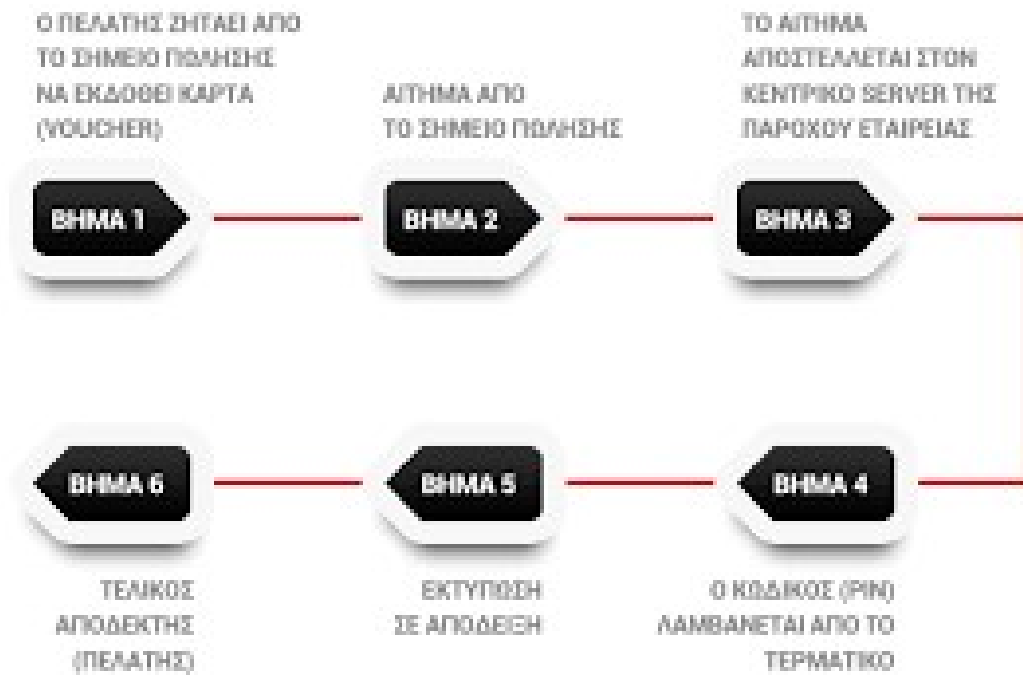 Ο ΠΕΛΑΤΗΣ ΖΗΤΑΕΙ ΑΠΟ
ΤΟ ΣΗΜΕΙΟ ΠΩΛΗΣΗΣ
ΝΑ ΕΚΔΟΘΕΙ ΚΑΡΤΑ
(VOUCHER)
ΒΗΜΑ 1
ΑΙΤΗΜΑ ΑΠΟ
ΤΟ ΣΗΜΕΙΟ ΠΩΛΗΣΗΣ
ΒΗΜΑ 2
ΤΟ ΑΙΤΗΜΑ
ΑΠΟΣΤΕΛΛΕΤΑΙ ΣΤΟΝ
ΚΕΝΤΡΙΚΟ SERVER ΤΗΣ
ΠΑΡΟΧΟΥ ΕΤΑΙΡΕΙΑΣ
ΒΗΜΑ 3
ΒΗΜΑ 4
Ο ΚΩΔΙΚΟΣ (PIN)
ΛΑΜΒΑΝΕΤΑΙ ΑΠΟ ΤΟ
ΤΕΡΜΑΤΙΚΟ
ΒΗΜΑ 5
ΕΚΤΥΠΩΣΗ
ΣΕ ΑΠΟΔΕΙΞΗ
ΒΗΜΑ 6
ΤΕΛΙΚΟΣ
ΑΠΟΔΕΚΤΗΣ
(ΠΕΛΑΤΗΣ)